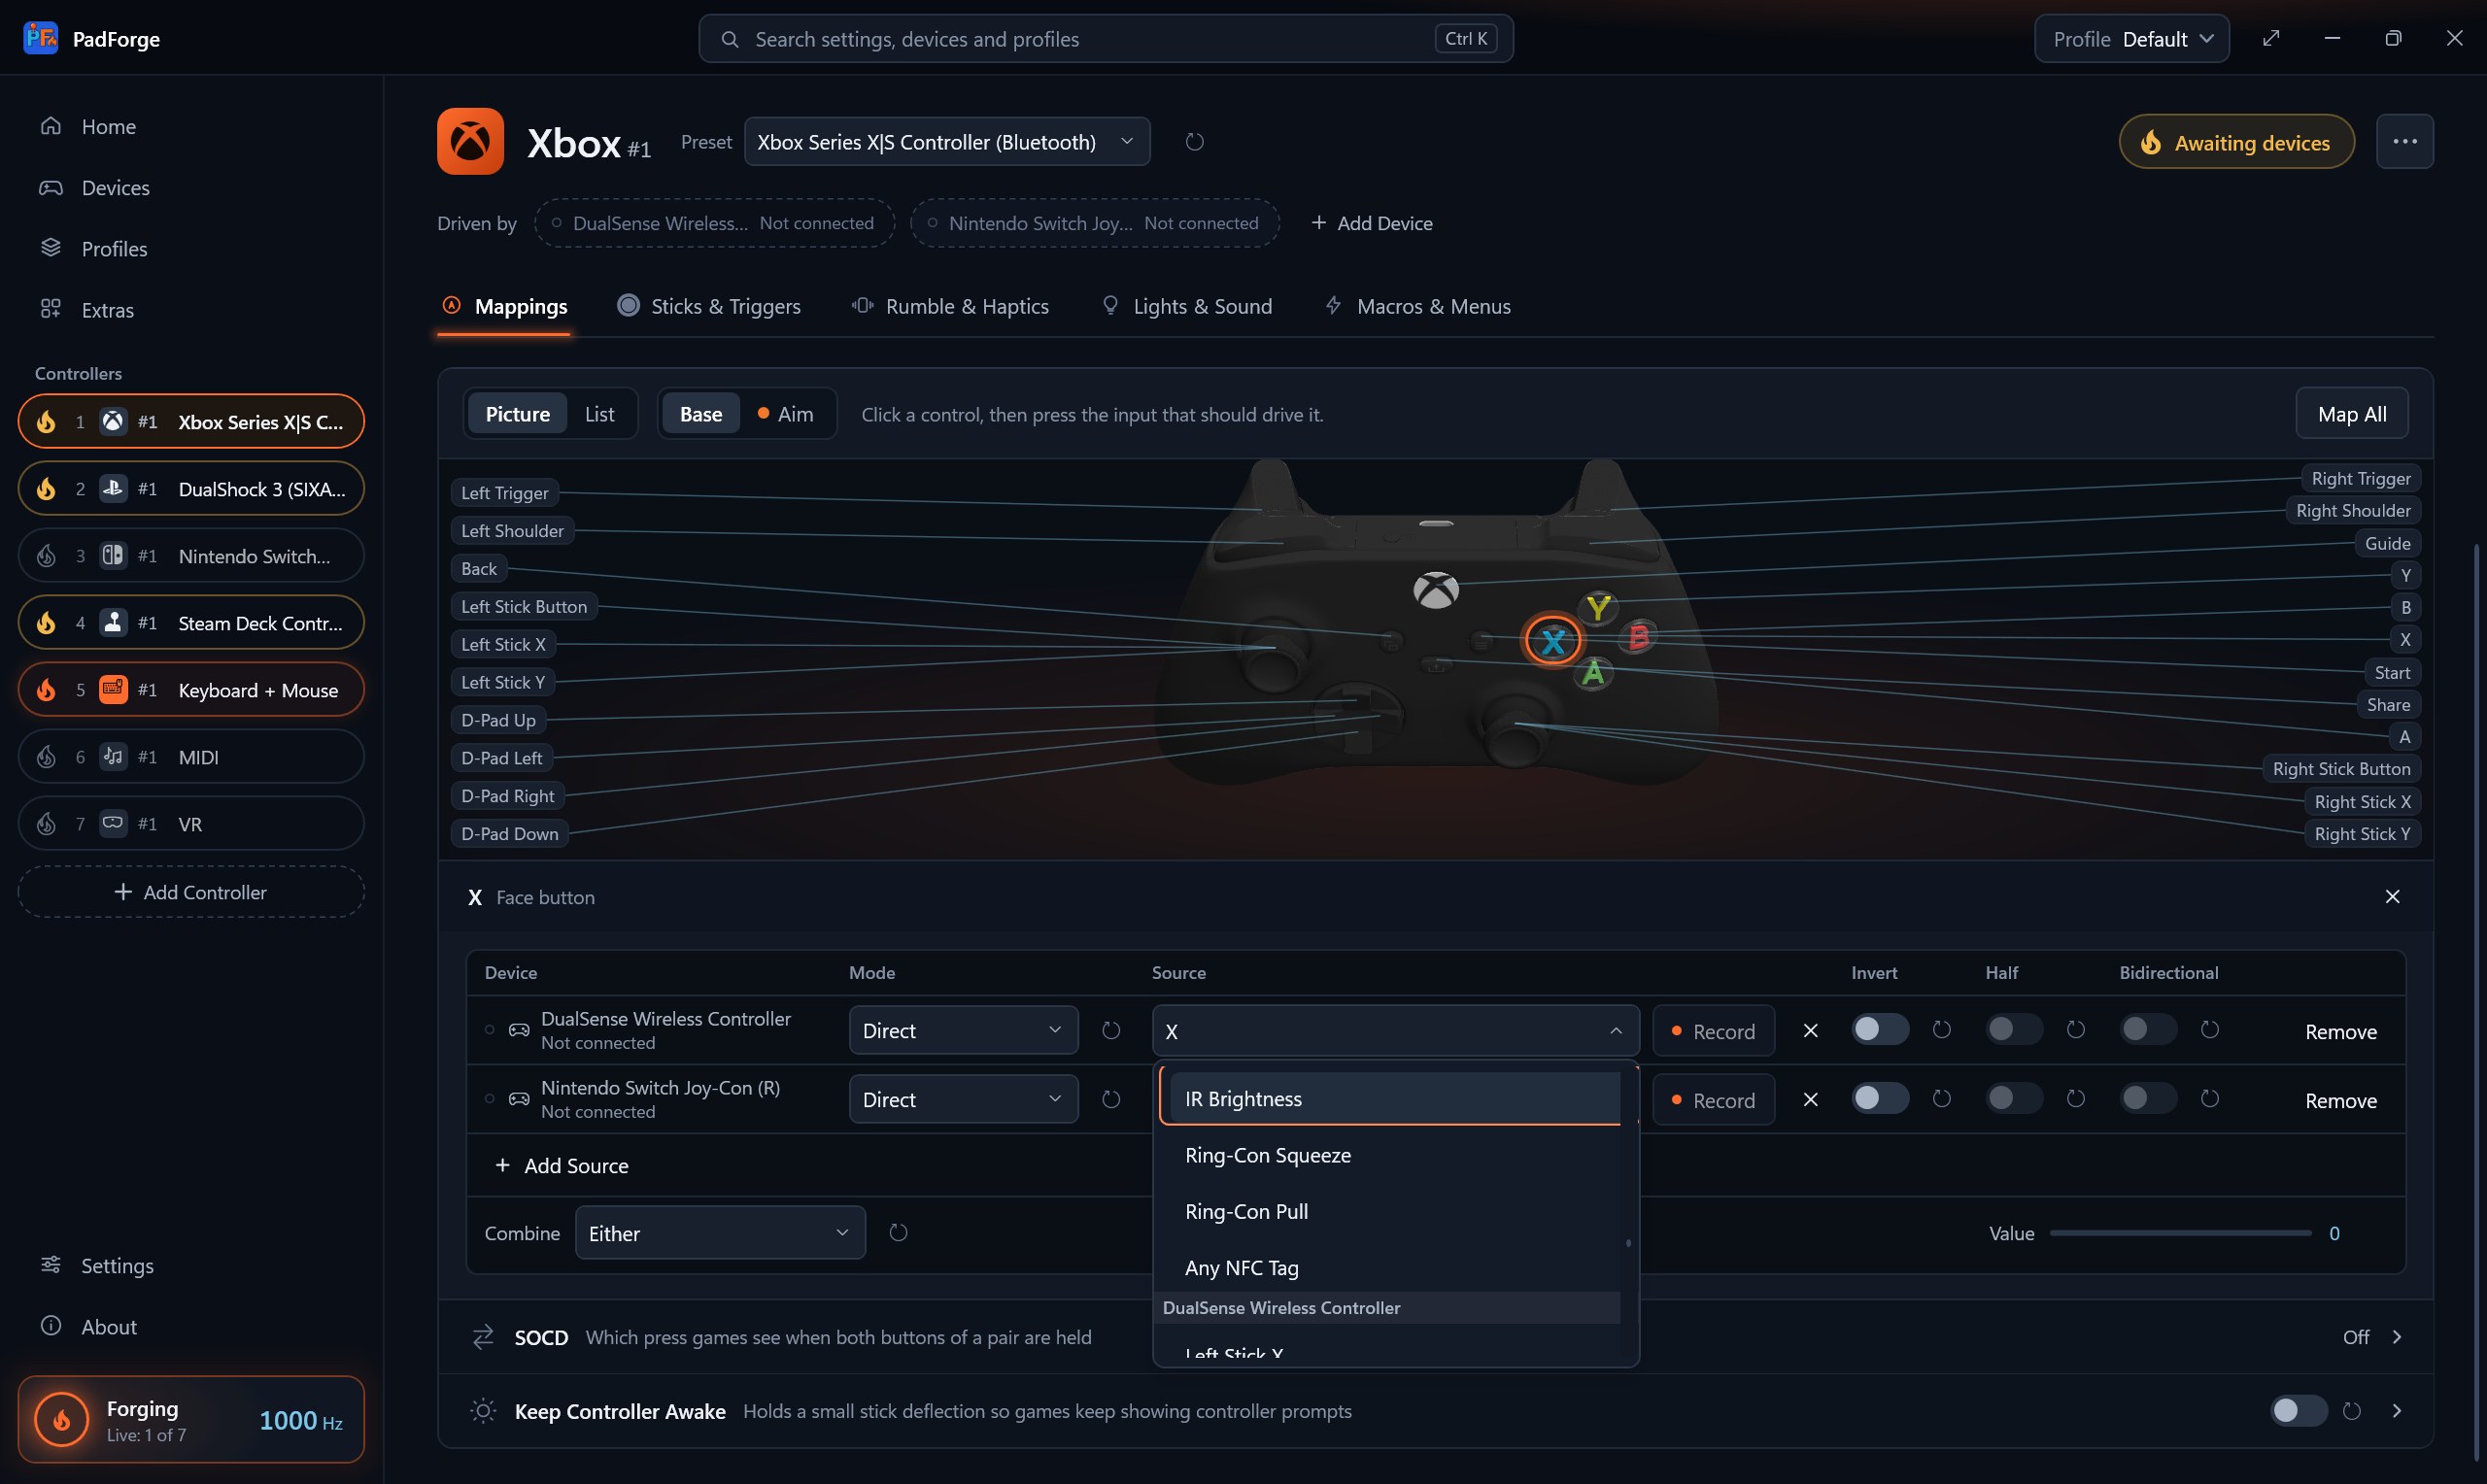 PadForge
Search settings, devices and profiles
Ctrl K
Profile Default
Home
Devices
Profiles
Extras
Controllers
1 #1 Xbox Series X|S C...
2 #1 DualShock 3 (SIXA...
3 #1 Nintendo Switch...
4 #1 Steam Deck Contr...
5 #1 Keyboard + Mouse
6 #1 MIDI
7 #1 VR
+ Add Controller
Settings
About
Forging
Live: 1 of 7
1000 Hz
Xbox #1
Preset
Xbox Series X|S Controller (Bluetooth)
Awaiting devices
Driven by
DualSense Wireless... Not connected
Nintendo Switch Joy... Not connected
+ Add Device
Mappings
Sticks & Triggers
Rumble & Haptics
Lights & Sound
Macros & Menus
Picture
List
Base
Aim
Click a control, then press the input that should drive it.
Map All
Left Trigger
Left Shoulder
Back
Left Stick Button
Left Stick X
Left Stick Y
D-Pad Up
D-Pad Left
D-Pad Right
D-Pad Down
Y
X
B
A
Right Trigger
Right Shoulder
Guide
Y
B
X
Start
Share
A
Right Stick Button
Right Stick X
Right Stick Y
X Face button
Device
Mode
Source
Invert
Half
Bidirectional
DualSense Wireless Controller
Not connected
Direct
X
Record
Remove
Nintendo Switch Joy-Con (R)
Not connected
Direct
Record
Remove
IR Brightness
Ring-Con Squeeze
Ring-Con Pull
Any NFC Tag
DualSense Wireless Controller
Left Stick X
+ Add Source
Combine
Either
Value
0
SOCD Which press games see when both buttons of a pair are held
Off
Keep Controller Awake Holds a small stick deflection so games keep showing controller prompts